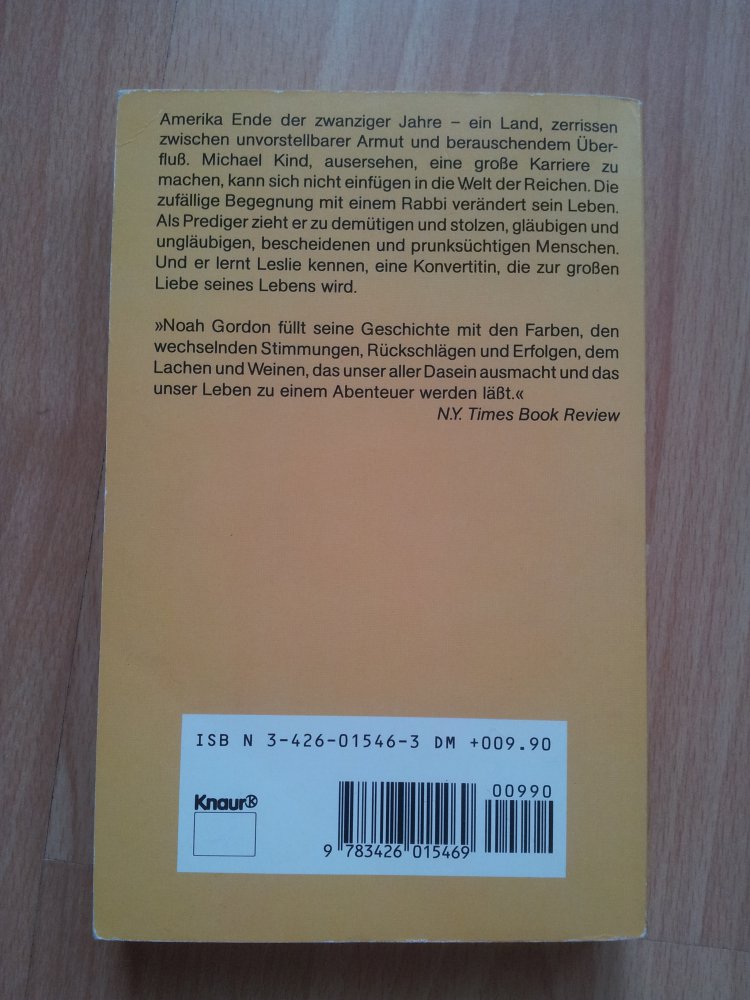 Amerika Ende der zwanziger Jahre – ein Land, zerrissen
zwischen unvorstellbarer Armut und berauschendem Über-
fluß. Michael Kind, ausersehen, eine große Karriere zu
machen, kann sich nicht einfügen in die Welt der Reichen. Die
zufällige Begegnung mit einem Rabbi verändert sein Leben.
Als Prediger zieht er zu demütigen und stolzen, gläubigen und
ungläubigen, bescheidenen und prunksüchtigen Menschen.
Und er lernt Leslie kennen, eine Konvertitin, die zur großen
Liebe seines Lebens wird.
»Noah Gordon füllt seine Geschichte mit den Farben, den
wechselnden Stimmungen, Rückschlägen und Erfolgen, dem
Lachen und Weinen, das unser aller Dasein ausmacht und das
unser Leben zu einem Abenteuer werden läßt.«
N.Y. Times Book Review
ISB N 3-426-01546-3 DM +009.90
00990
Knaur K
9 783426 015469